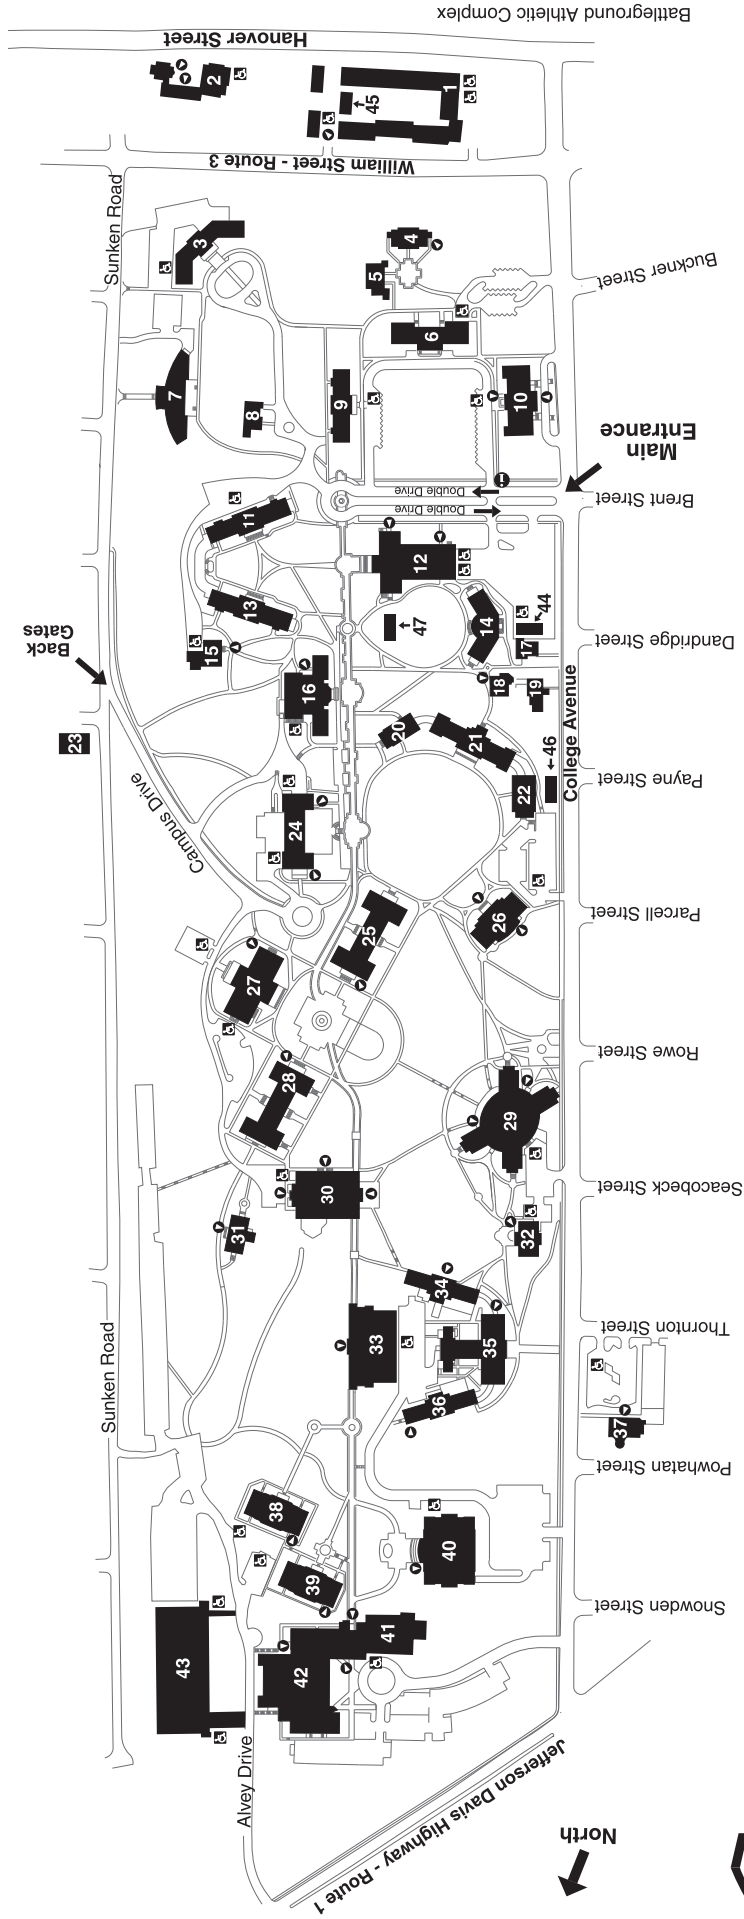 Battleground Athletic Complex
Hanover Street
2
1
45
William Street - Route 3
Sunken Road
3
4
5
Buckner Street
6
7
8
9
10
Main
Entrance
Double Drive
Double Drive
Brent Street
11
12
13
47
14
44
Dandridge Street
Back
Gates
15
17
16
18
19
23
20
21
46
College Avenue
Payne Street
22
Campus Drive
24
Parcell Street
25
26
27
Rowe Street
28
29
30
Seacobeck Street
31
32
34
Thornton Street
Sunken Road
33
35
36
37
Powhatan Street
38
39
40
Snowden Street
41
42
43
Alvey Drive
Jefferson Davis Highway - Route 1
North